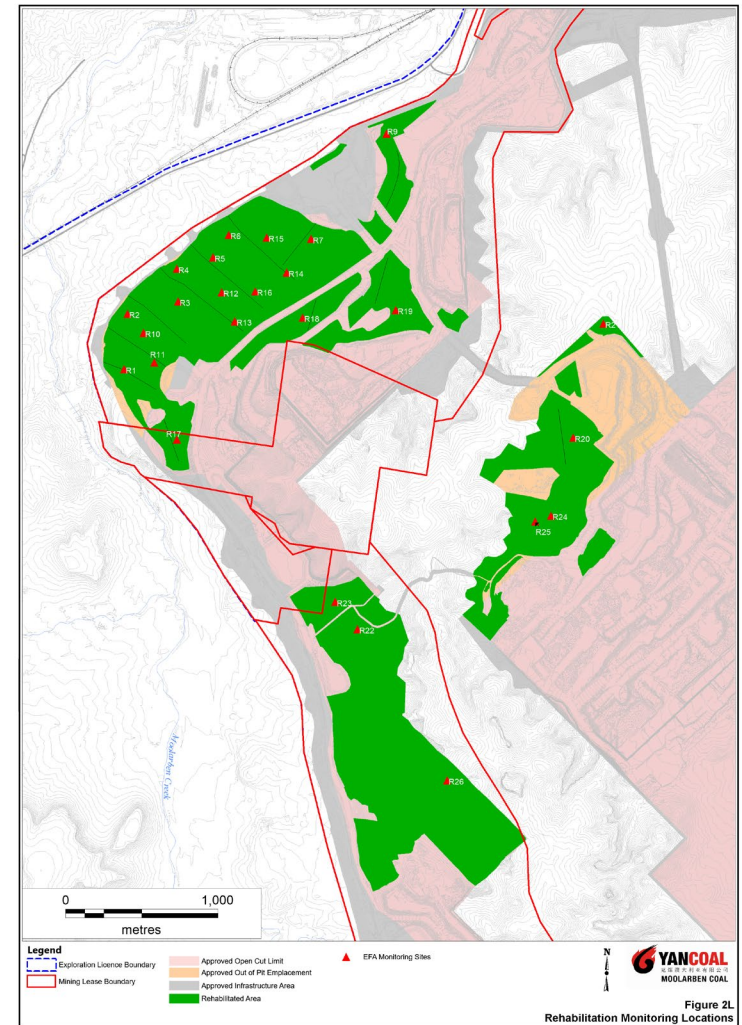 R9
R6
R15
R7
R5
R4
R14
R12
R16
R3
R2
R13
R18
R19
R10
R2
R11
R1
R17
R20
R24
R25
R23
R22
Moolarben Creek
R26
0 1,000
metres
Legend
Exploration Licence Boundary
Mining Lease Boundary
Approved Open Cut Limit
Approved Out of Pit Emplacement
Approved Infrastructure Area
Rehabilitated Area
EFA Monitoring Sites
N
YANCOAL
MOOLARBEN COAL
Figure 2L
Rehabilitation Monitoring Locations